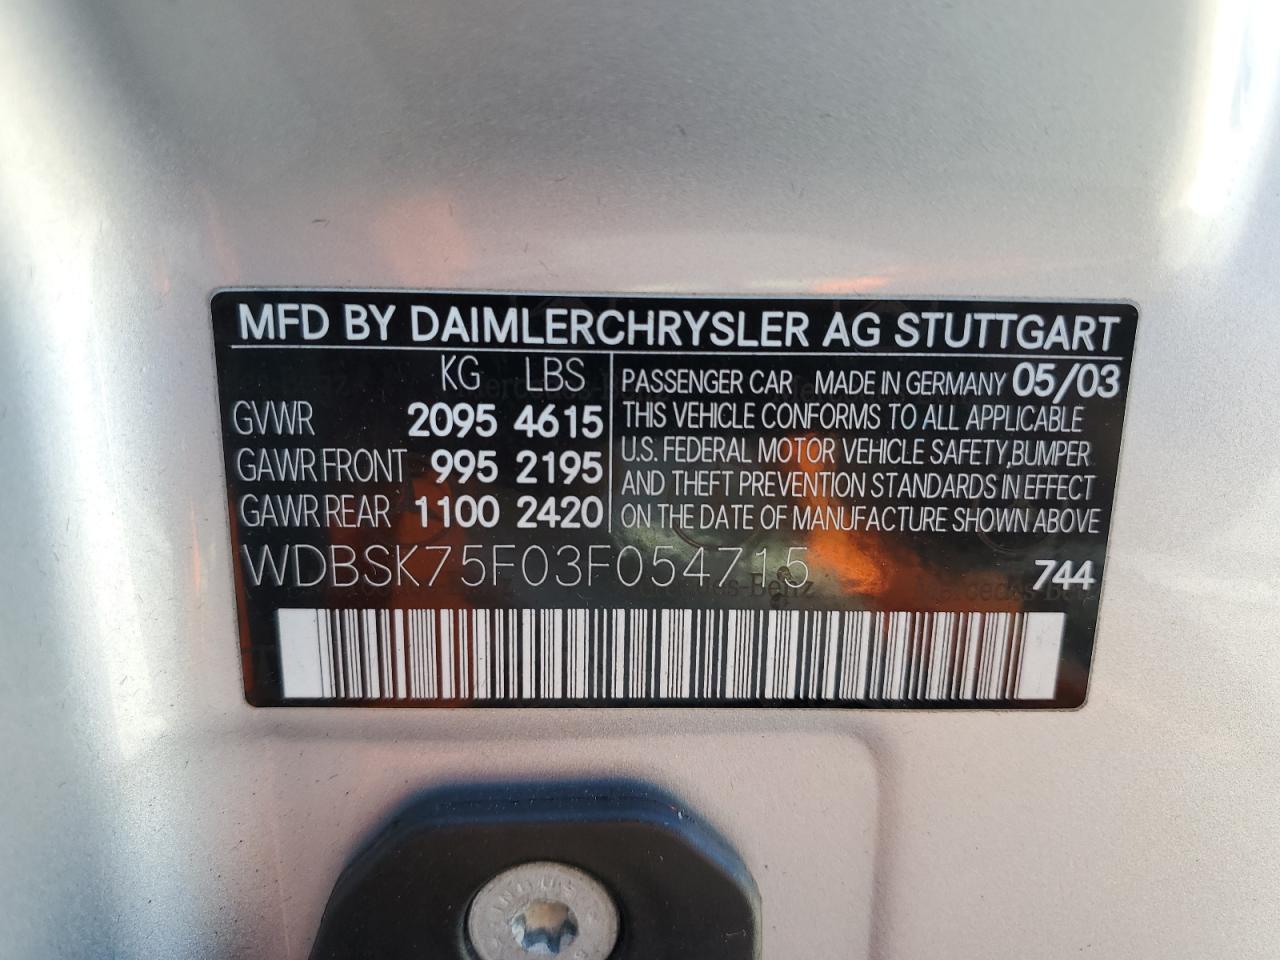 MFD BY DAIMLERCHRYSLER AG STUTTGART
KG LBS
GVWR 2095 4615
GAWR FRONT 995 2195
GAWR REAR 1100 2420
PASSENGER CAR MADE IN GERMANY 05/03
THIS VEHICLE CONFORMS TO ALL APPLICABLE
U.S. FEDERAL MOTOR VEHICLE SAFETY,BUMPER
AND THEFT PREVENTION STANDARDS IN EFFECT
ON THE DATE OF MANUFACTURE SHOWN ABOVE
WDBSK75F03F054715
744
Mercedes-Benz